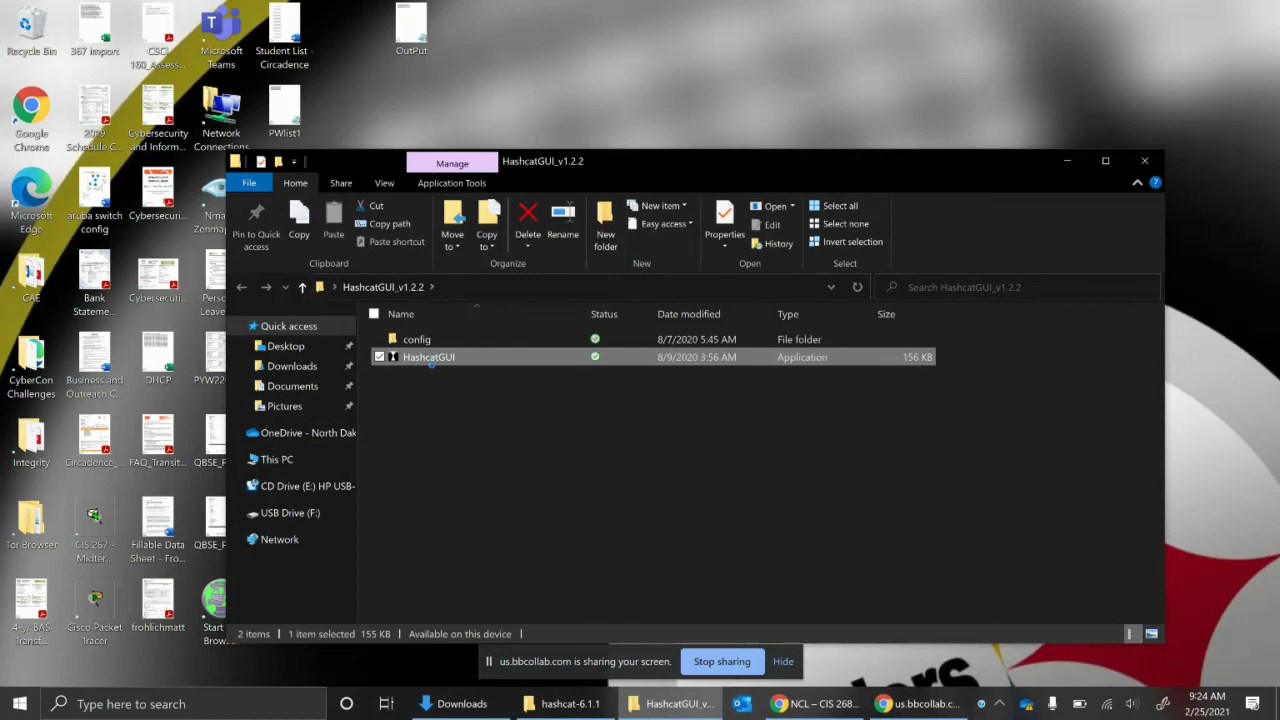 Recycle Bin
367 Import
CSC
160_Assess...
Microsoft
Teams
Student List -
Circadence
OutPut
Google
Chrome
2019
Schedule C...
Cybersecurity
and Inform...
Network
Connections
PWlist1
HashcatGUI_v1.2.2
Manage
File
Home
Share
View
Application Tools
Microsoft
Edge
aruba switch
config
Cybersecuri...
Nma
Zenmap
Pin to Quick
access
Copy
Paste
Cut
Copy path
Paste shortcut
Move
to
Copy
to
Delete
Rename
New
folder
New item
Easy access
Properties
Open
Edit
History
Select all
Select none
Invert selection
Clipboard
Organize
New
Open
Select
CAE
Bank
Stateme...
Cybersecuri...
Perso
Leave
HashcatGUI_v1.2.2
Search HashcatGUI_v1.2.2
Name
Status
Date modified
Type
Size
Quick access
Desktop
Downloads
Documents
Pictures
OneDrive - My Da
This PC
CD Drive (E:) HP USB-
USB Drive (F:)
Network
config 8/7/2020 5:45 AM File folder
HashcatGUI 8/9/2020 3:56 AM Application 156 KB
CyberCon
Challenges
Business and
Outreach C...
DHCP
PYW22
Integrity
Circadence_...
FAQ_Transit...
QBSE_F
Tor Browser
CIS 267 -
Midter...
Fillable Data
Sheet - Fro...
QBSE_F
4-yr BAS
Transf...
Cisco Packet
Tracer
frohlichmatt
Start
Brow
2 items 1 item selected 155 KB Available on this device
us.bbcollab.com is sharing your screen.
Stop sharing
Hide
Type here to search
Downloads
hashcat-6.1.1
HashcatGUI_v...
NCL – CIS 268...
us.bbcollab.co...
9:24 AM
2/25/2021